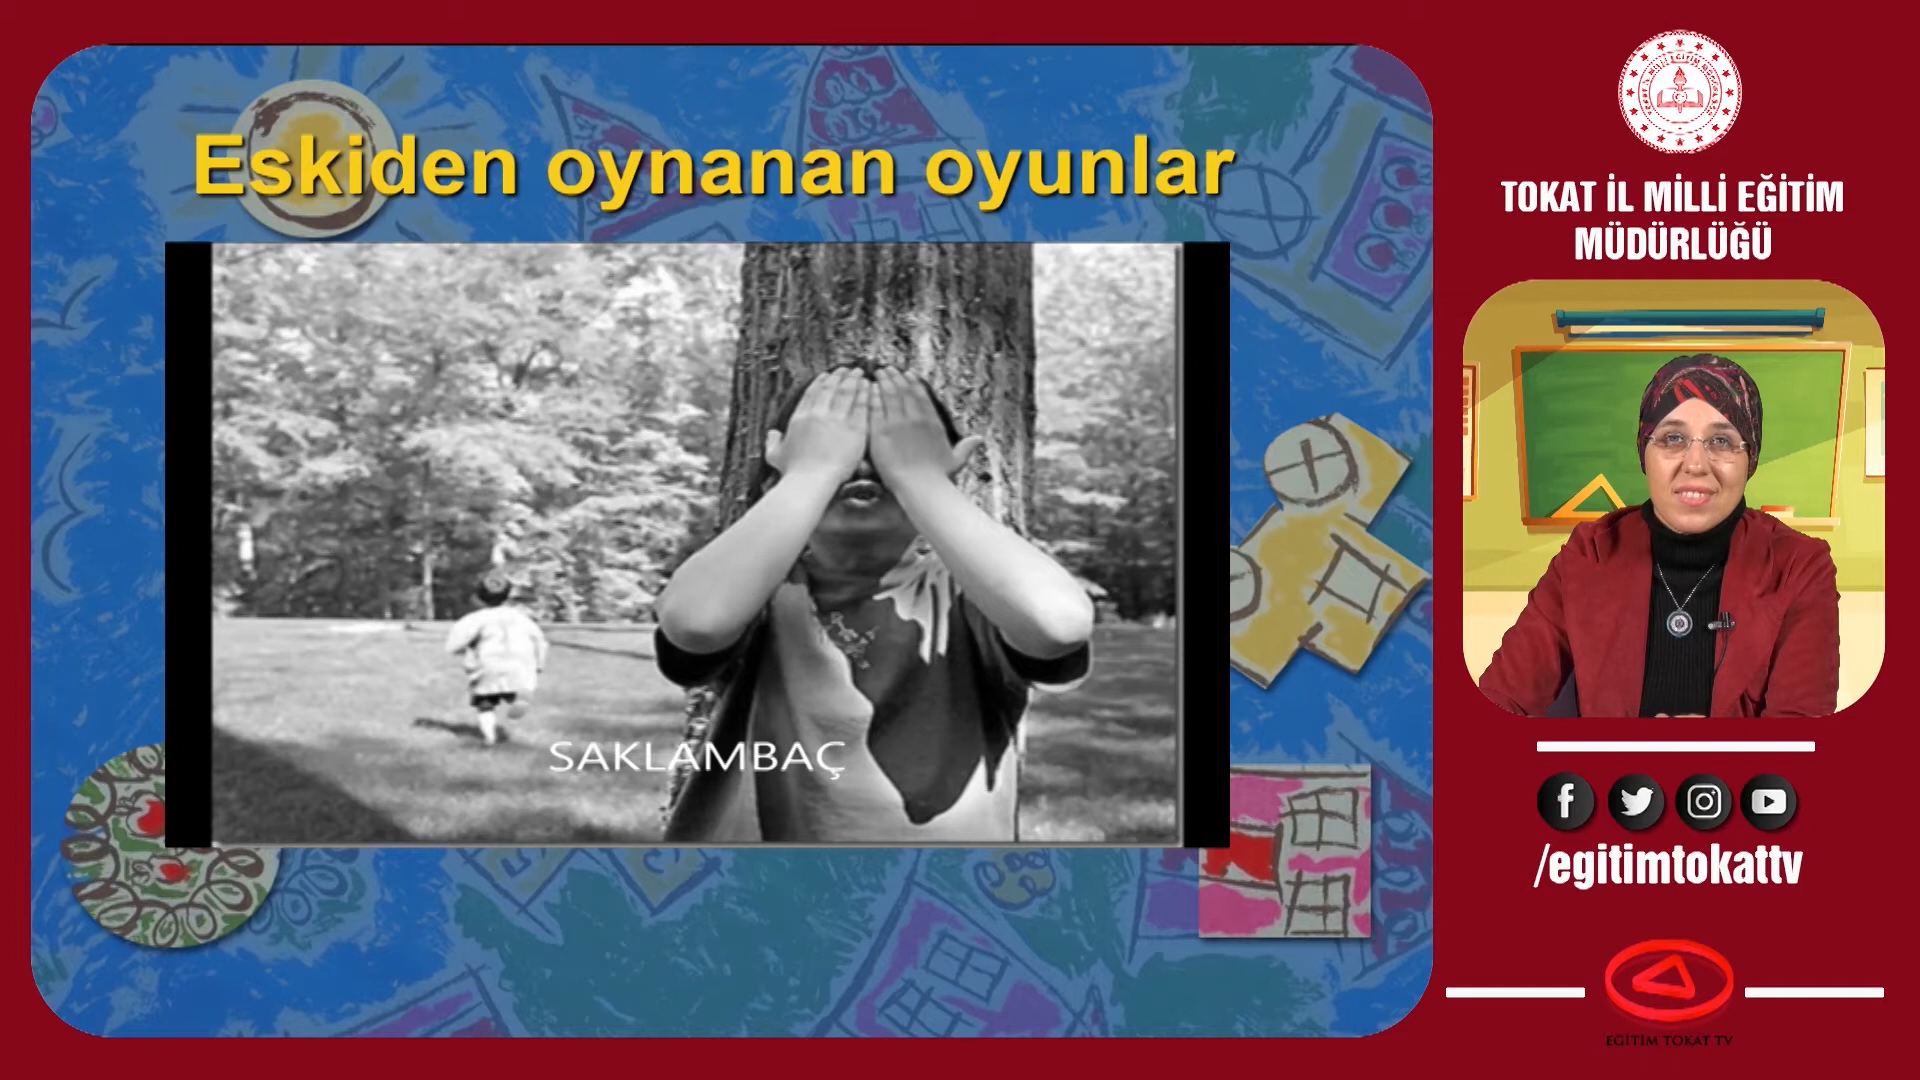 Eskiden oynanan oyunlar
SAKLAMBAÇ
TOKAT İL MİLLİ EĞİTİM
MÜDÜRLÜĞÜ
/egitimtokattv
EĞİTİM TOKAT TV